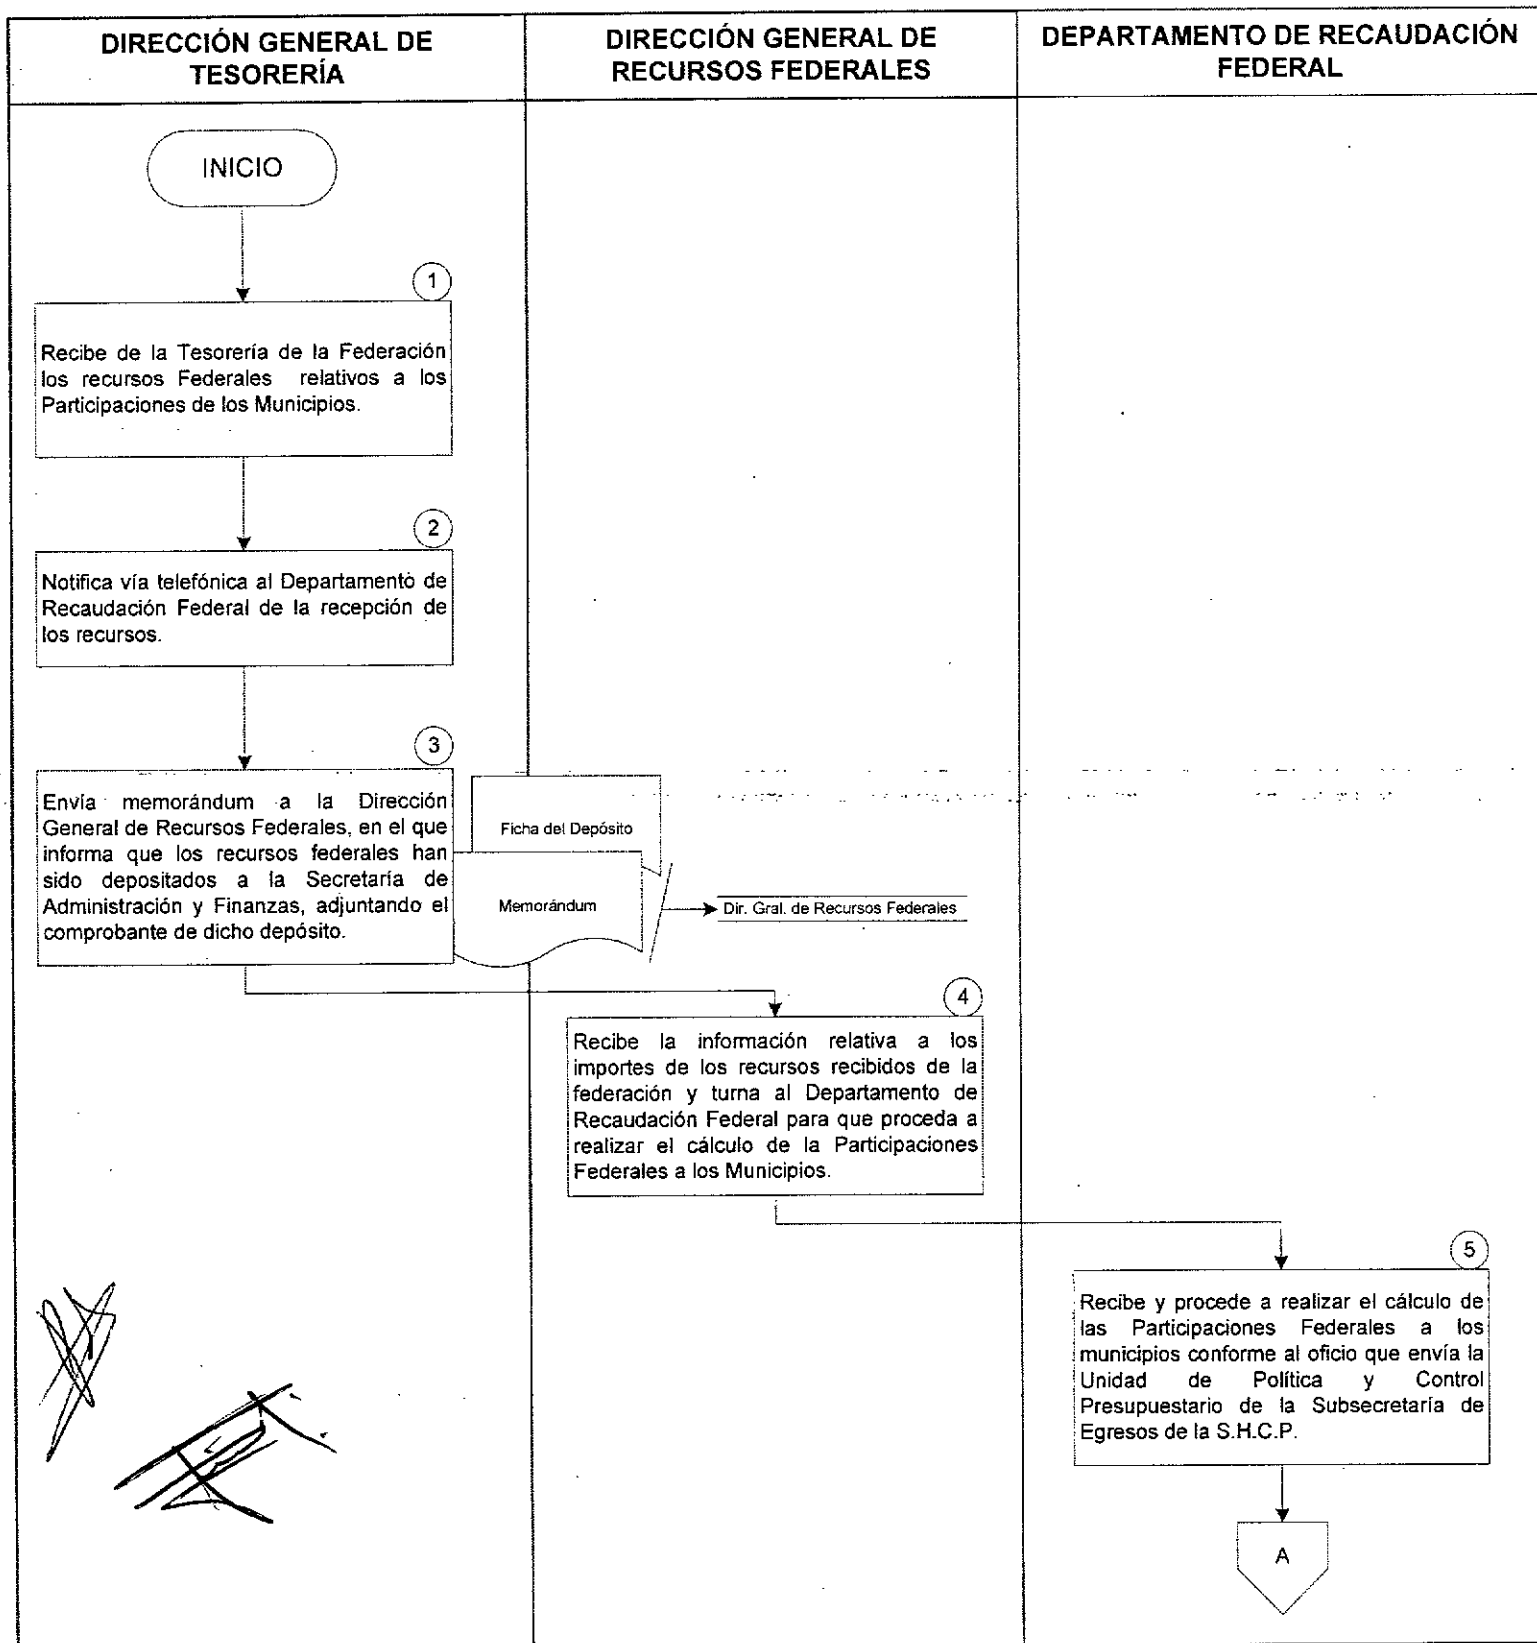 DIRECCIÓN GENERAL DE
TESORERÍA
DIRECCIÓN GENERAL DE
RECURSOS FEDERALES
DEPARTAMENTO DE RECAUDACIÓN
FEDERAL
INICIO
1
Recibe de la Tesorería de la Federación
los recursos Federales relativos a los
Participaciones de los Municipios.
2
Notifica vía telefónica al Departamento de
Recaudación Federal de la recepción de
los recursos.
3
Envía memorándum a la Dirección
General de Recursos Federales, en el que
informa que los recursos federales han
sido depositados a la Secretaría de
Administración y Finanzas, adjuntando el
comprobante de dicho depósito.
Ficha del Depósito
Memorándum
Dir. Gral. de Recursos Federales
4
Recibe la información relativa a los
importes de los recursos recibidos de la
federación y turna al Departamento de
Recaudación Federal para que proceda a
realizar el cálculo de la Participaciones
Federales a los Municipios.
5
Recibe y procede a realizar el cálculo de
las Participaciones Federales a los
municipios conforme al oficio que envía la
Unidad de Política y Control
Presupuestario de la Subsecretaría de
Egresos de la S.H.C.P.
A